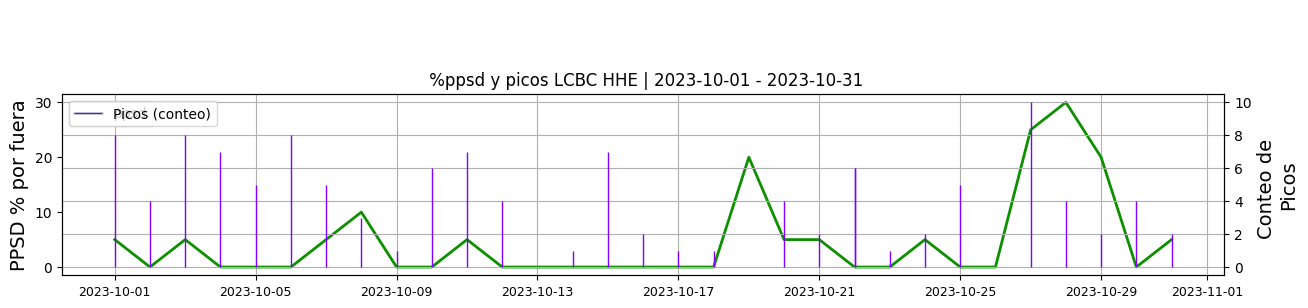 %ppsd y picos LCBC HHE | 2023-10-01 - 2023-10-31
PPSD % por fuera
30
20
10
0
Picos (conteo)
10
8
6
4
2
0
Conteo de
Picos
2023-10-01 2023-10-05 2023-10-09 2023-10-13 2023-10-17 2023-10-21 2023-10-25 2023-10-29 2023-11-01